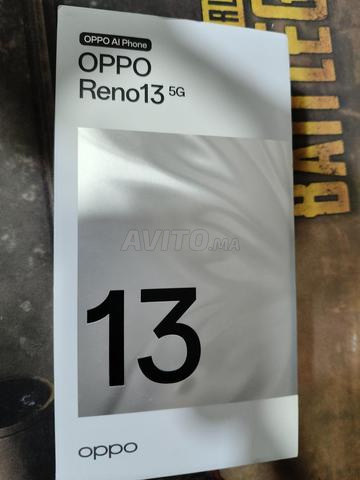 OPPO AI Phone
OPPO
Reno13 5G
AVITO.MA
13
oppo